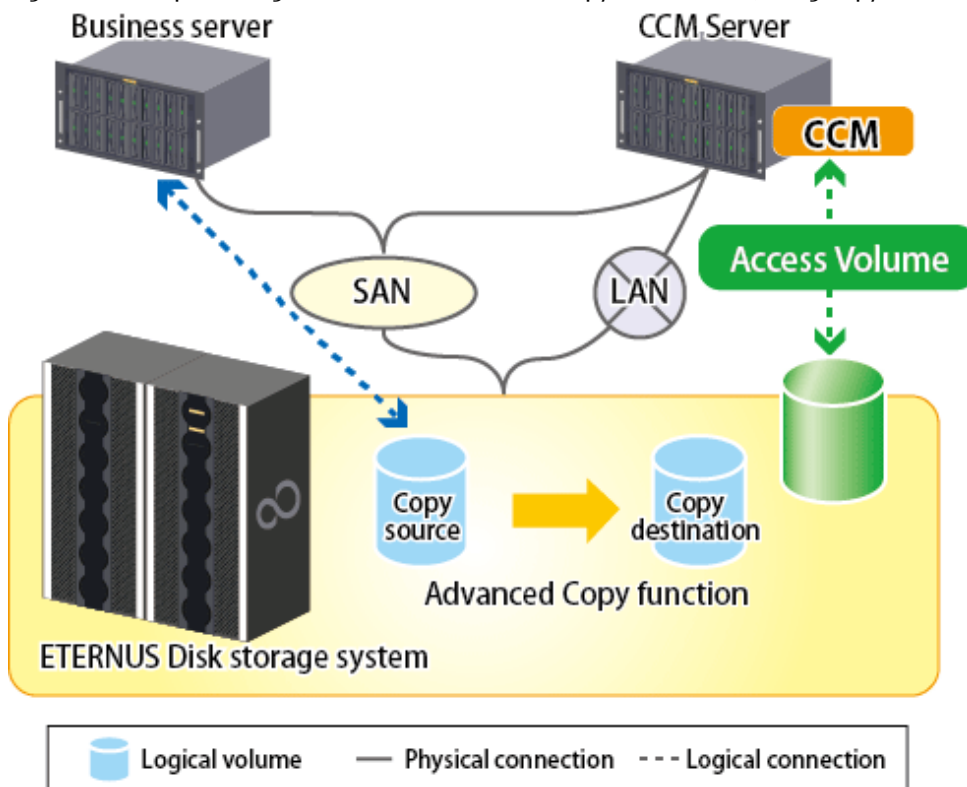 Business server
CCM Server
CCM
Access Volume
SAN
LAN
Copy
source
Copy
destination
Advanced Copy function
ETERNUS Disk storage system
Logical volume
Physical connection
Logical connection